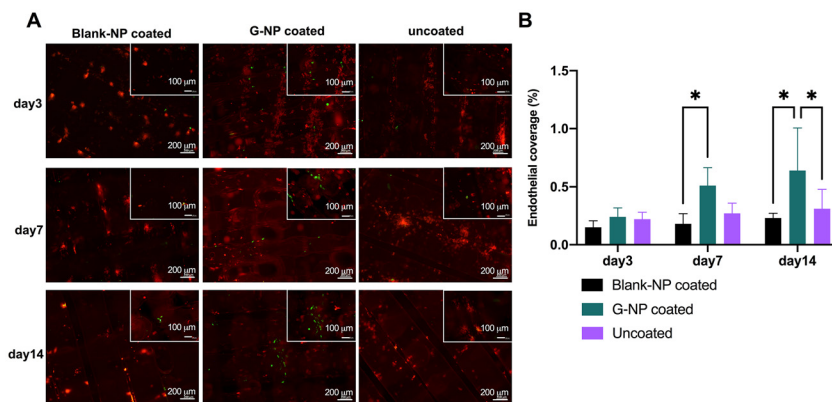 A
Blank-NP coated
G-NP coated
uncoated
day3
100 μm
200 μm
100 μm
200 μm
100 μm
200 μm
day7
100 μm
200 μm
100 μm
200 μm
100 μm
200 μm
day14
100 μm
200 μm
100 μm
200 μm
100 μm
200 μm
B
Endothelial coverage (%)
1.5
1.0
0.5
0.0
*
*
*
day3
day7
day14
Blank-NP coated
G-NP coated
Uncoated